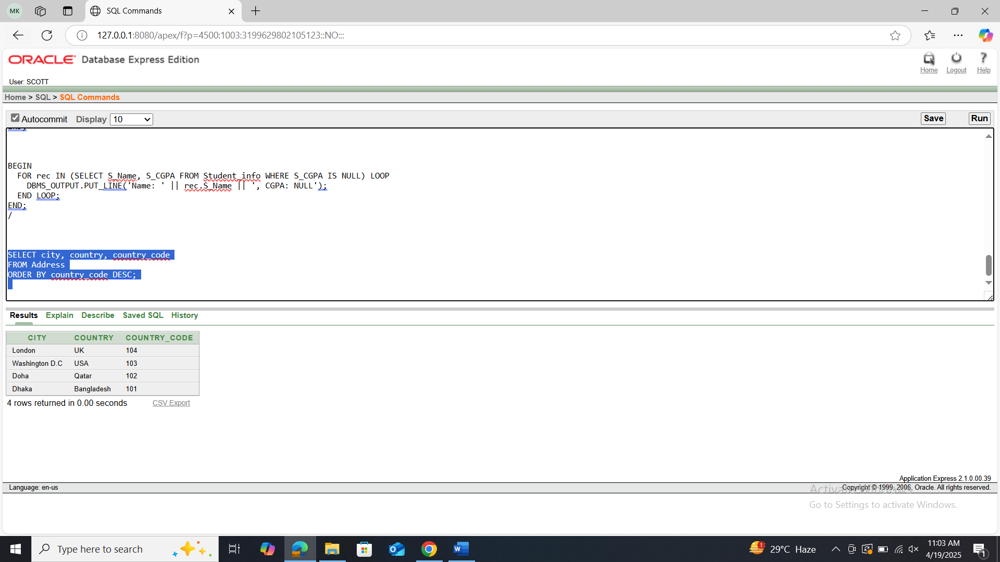 MK
SQL Commands
127.0.0.1:8080/apex/f?p=4500:1003:3199629802105123::NO:::
ORACLE Database Express Edition
Home
Logout
Help
User: SCOTT
Home > SQL > SQL Commands
Autocommit Display 10
Save
Run
BEGIN
FOR rec IN (SELECT S_Name, S_CGPA FROM Student_info WHERE S_CGPA IS NULL) LOOP
DBMS_OUTPUT.PUT_LINE('Name: ' || rec.S_Name || ', CGPA: NULL');
END LOOP;
END;
/
SELECT city, country, country_code
FROM Address
ORDER BY country_code DESC;
Results Explain Describe Saved SQL History
CITY COUNTRY COUNTRY_CODE
London UK 104
Washington D.C USA 103
Doha Qatar 102
Dhaka Bangladesh 101
4 rows returned in 0.00 seconds CSV Export
Application Express 2.1.0.00.39
Language: en-us
Copyright © 1999, 2006, Oracle. All rights reserved.
Activate Windows
Go to Settings to activate Windows.
Type here to search
1
29°C Haze
11:03 AM
4/19/2025
1